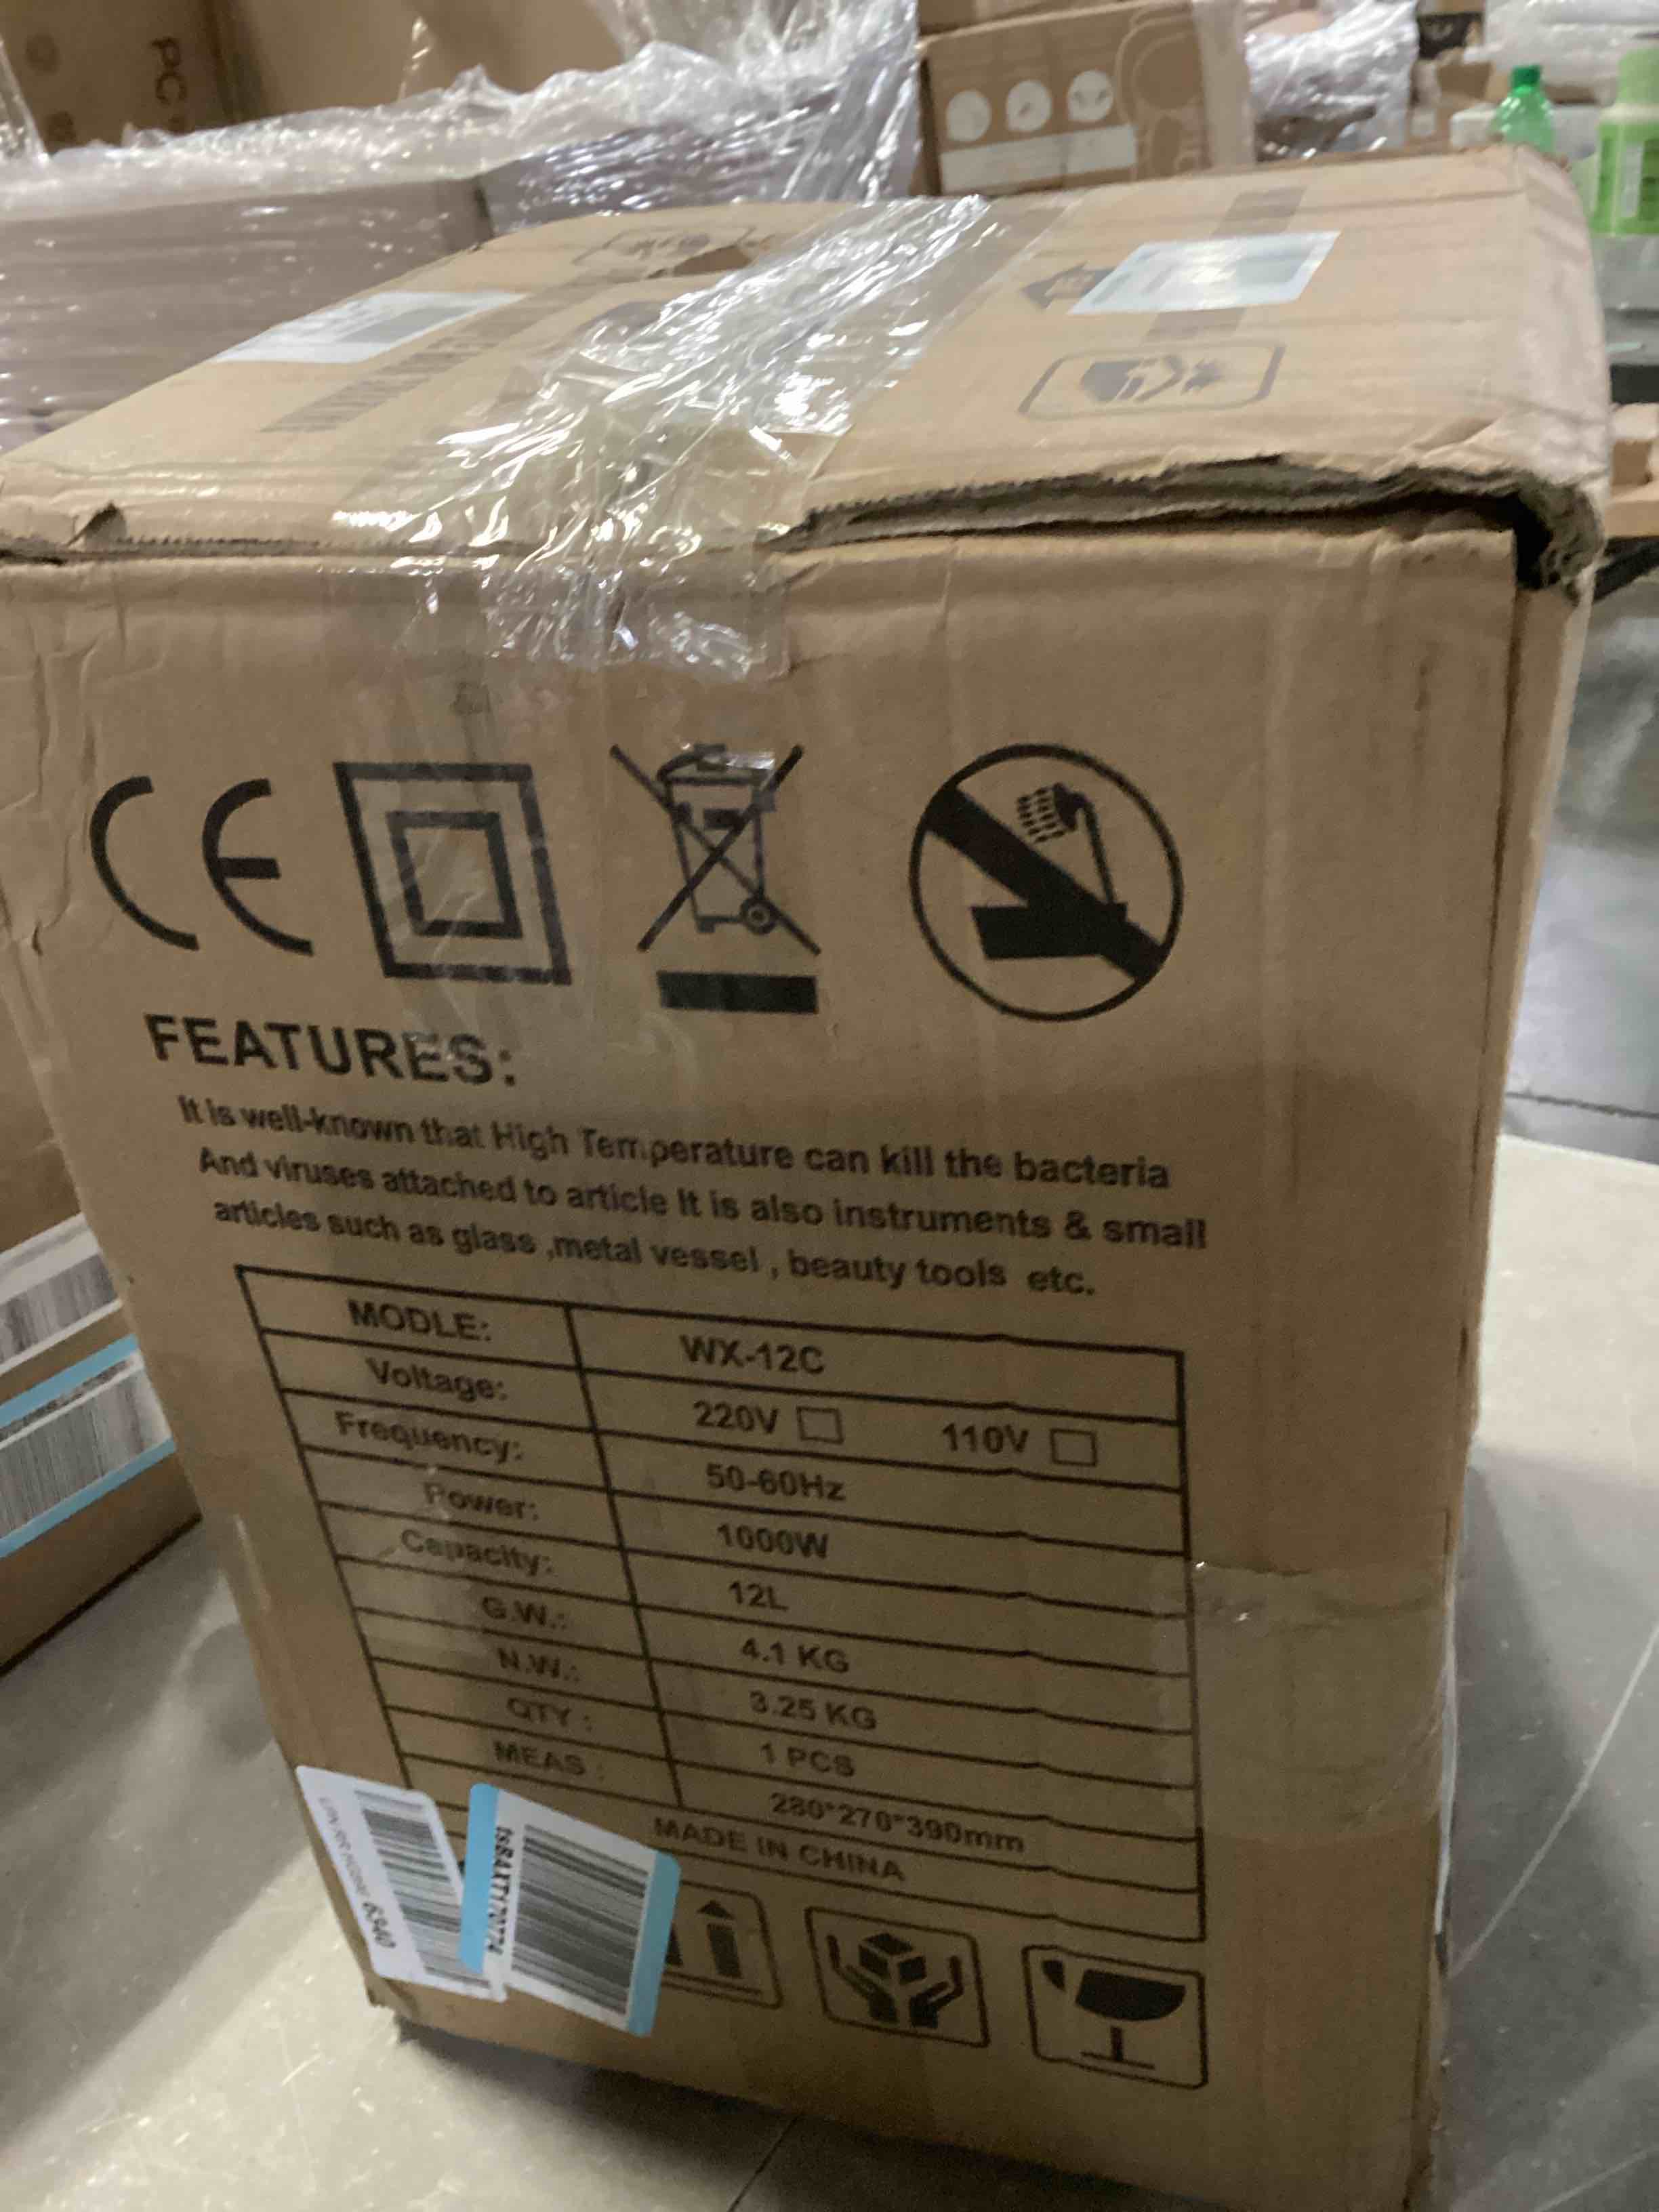 PC
CE
FEATURES:
It is well-known that High Temperature can kill the bacteria
And viruses attached to article It is also instruments & small
articles such as glass ,metal vessel , beauty tools etc.
MODLE: WX-12C
Voltage: 220V 110V
Frequency: 50-60Hz
Power: 1000W
Capacity: 12L
G.W.: 4.1 KG
N.W.: 3.25 KG
QTY : 1 PCS
MEAS : 280*270*390mm
MADE IN CHINA
6340